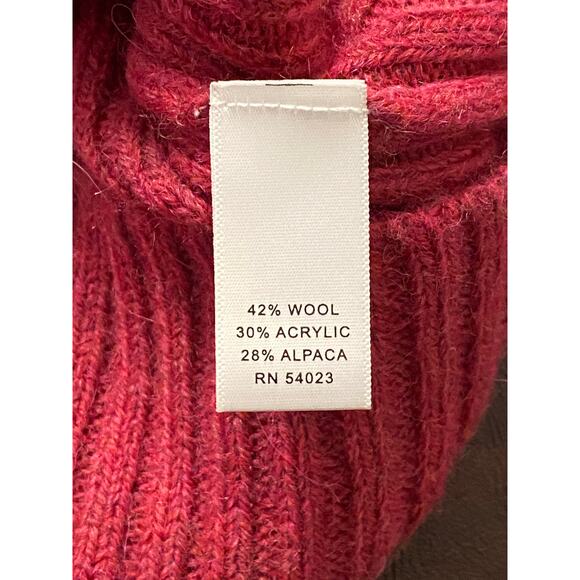 42% WOOL
30% ACRYLIC
28% ALPACA
RN 54023